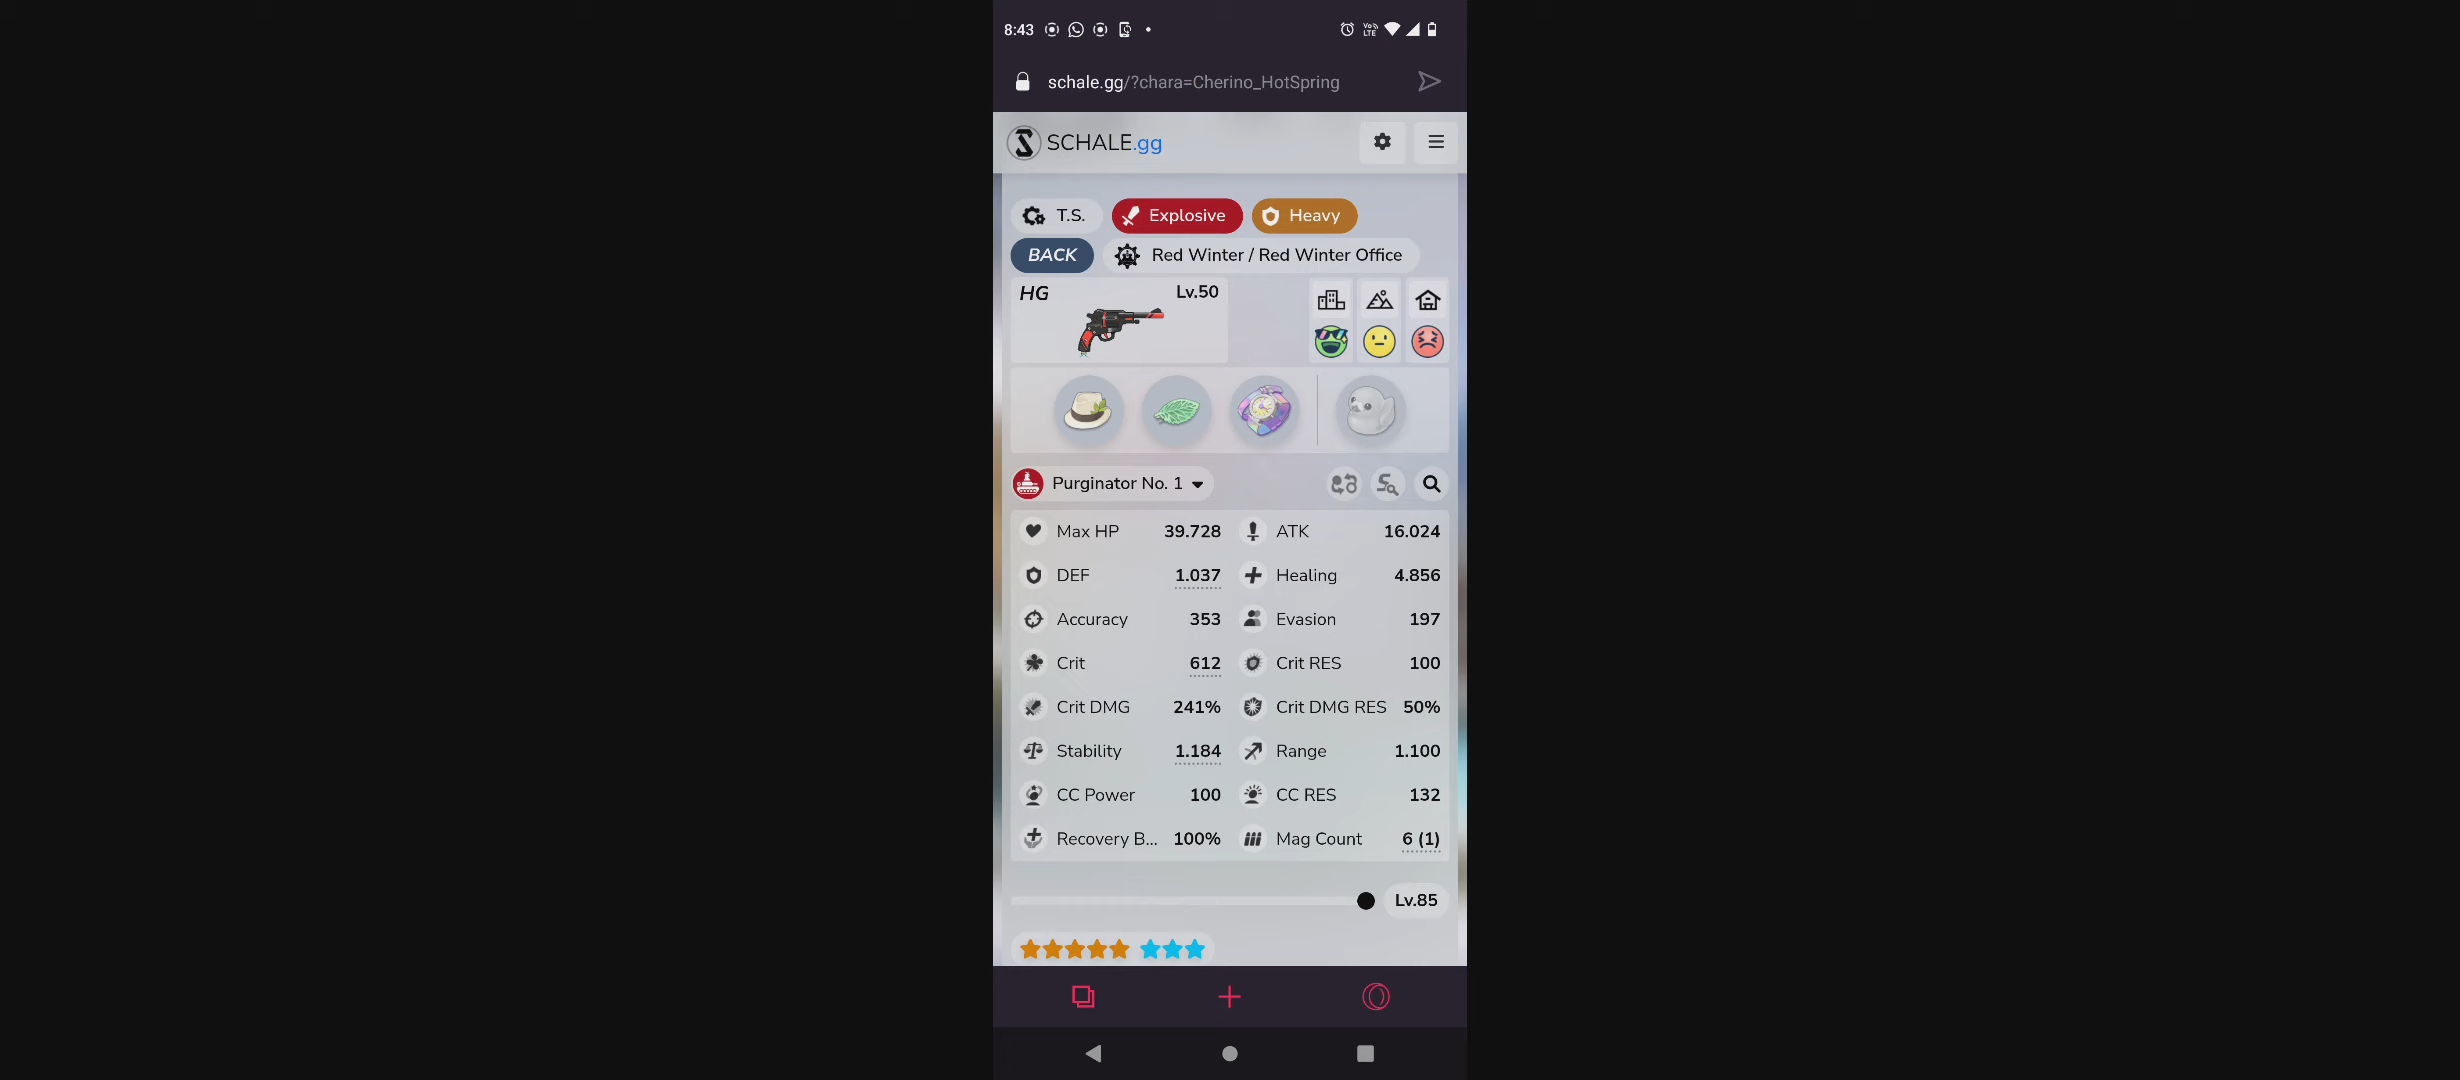 8:43
Vo) LTE
schale.gg/?chara=Cherino_HotSpring
SCHALE.gg
T.S. Explosive Heavy
BACK Red Winter / Red Winter Office
HG Lv.50
Purginator No. 1
Max HP 39.728 ATK 16.024
DEF 1.037 Healing 4.856
Accuracy 353 Evasion 197
Crit 612 Crit RES 100
Crit DMG 241% Crit DMG RES 50%
Stability 1.184 Range 1.100
CC Power 100 CC RES 132
Recovery B... 100% Mag Count 6 (1)
Lv.85